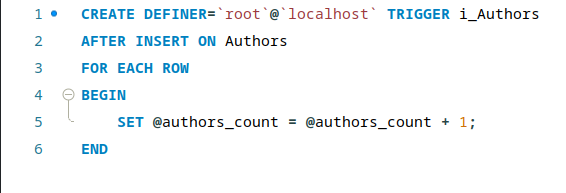 1 CREATE DEFINER=`root`@`localhost` TRIGGER i_Authors
2 AFTER INSERT ON Authors
3 FOR EACH ROW
4 BEGIN
5 SET @authors_count = @authors_count + 1;
6 END